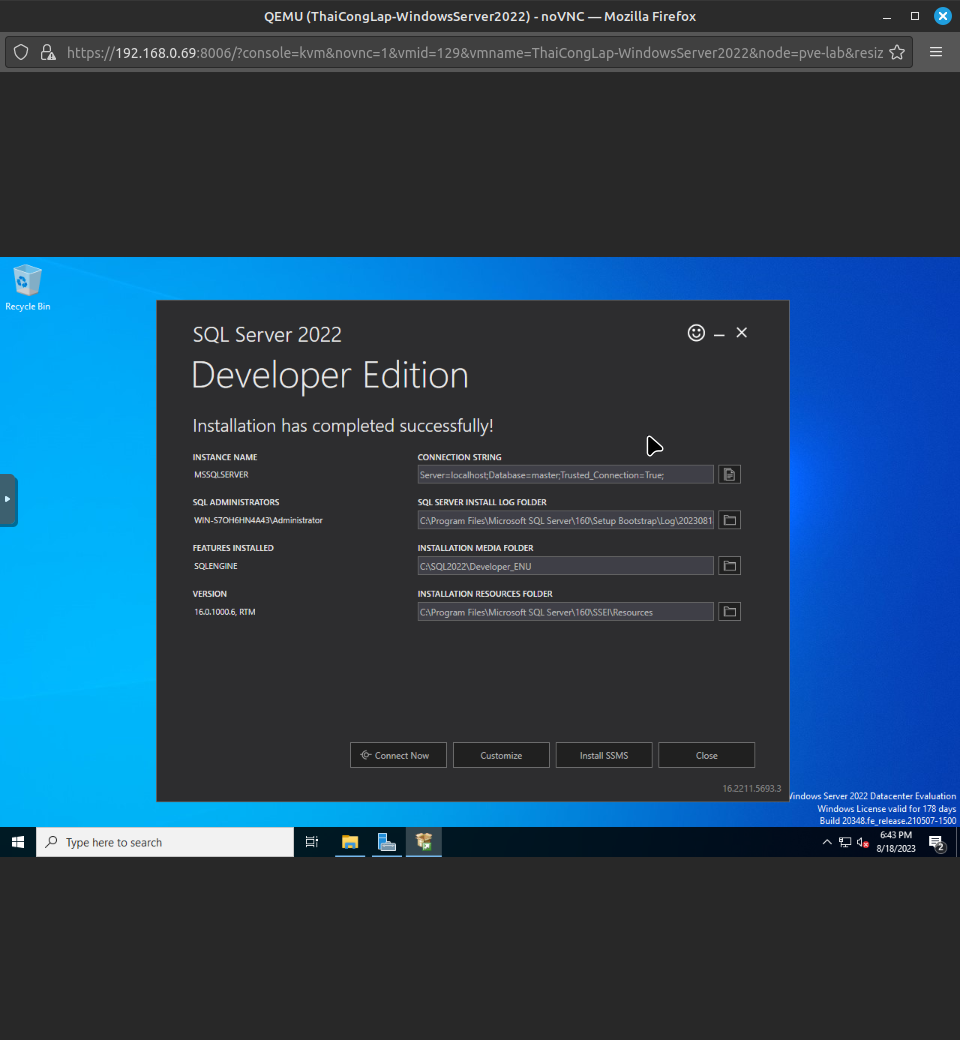 QEMU (ThaiCongLap-WindowsServer2022) - noVNC — Mozilla Firefox
https://192.168.0.69:8006/?console=kvm&novnc=1&vmid=129&vmname=ThaiCongLap-WindowsServer2022&node=pve-lab&resiz
Recycle Bin
SQL Server 2022
Developer Edition
Installation has completed successfully!
INSTANCE NAME
MSSQLSERVER
CONNECTION STRING
Server=localhost;Database=master;Trusted_Connection=True;
SQL ADMINISTRATORS
WIN-S7OH6HN4A43\Administrator
SQL SERVER INSTALL LOG FOLDER
C:\Program Files\Microsoft SQL Server\160\Setup Bootstrap\Log\2023081
FEATURES INSTALLED
SQLENGINE
INSTALLATION MEDIA FOLDER
C:\SQL2022\Developer_ENU
VERSION
16.0.1000.6, RTM
INSTALLATION RESOURCES FOLDER
C:\Program Files\Microsoft SQL Server\160\SSEI\Resources
Connect Now
Customize
Install SSMS
Close
16.2211.5693.3
Windows Server 2022 Datacenter Evaluation
Windows License valid for 178 days
Build 20348.fe_release.210507-1500
Type here to search
6:43 PM
8/18/2023
2